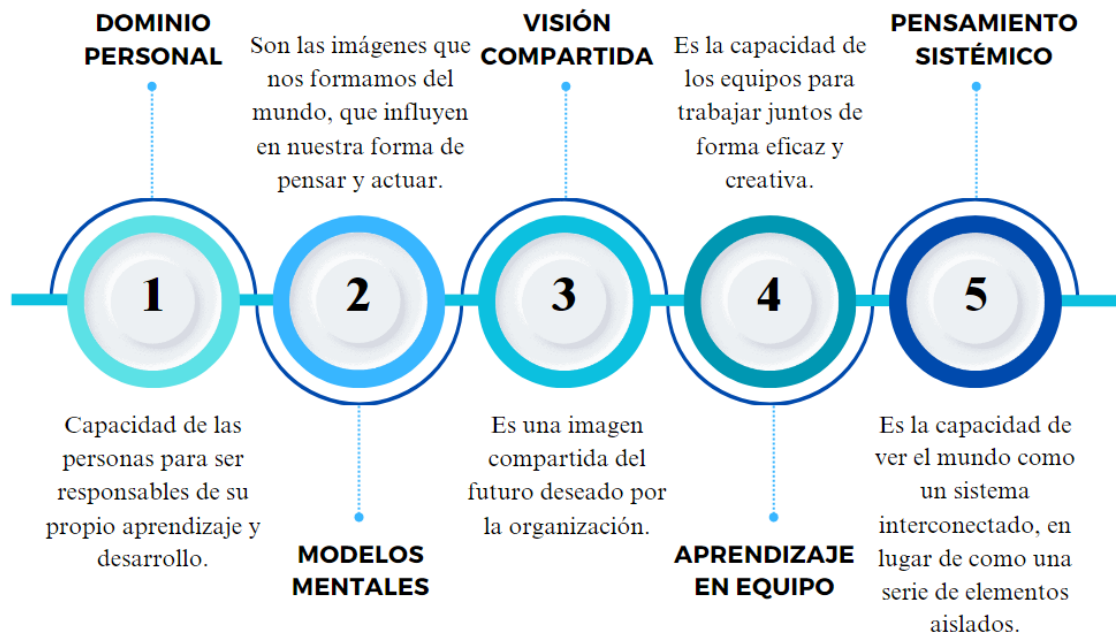 DOMINIO
PERSONAL
1
Capacidad de las
personas para ser
responsables de su
propio aprendizaje y
desarrollo.
Son las imágenes que
nos formamos del
mundo, que influyen
en nuestra forma de
pensar y actuar.
2
MODELOS
MENTALES
VISIÓN
COMPARTIDA
3
Es una imagen
compartida del
futuro deseado por
la organización.
Es la capacidad de
los equipos para
trabajar juntos de
forma eficaz y
creativa.
4
APRENDIZAJE
EN EQUIPO
PENSAMIENTO
SISTÉMICO
5
Es la capacidad de
ver el mundo como
un sistema
interconectado, en
lugar de como una
serie de elementos
aislados.